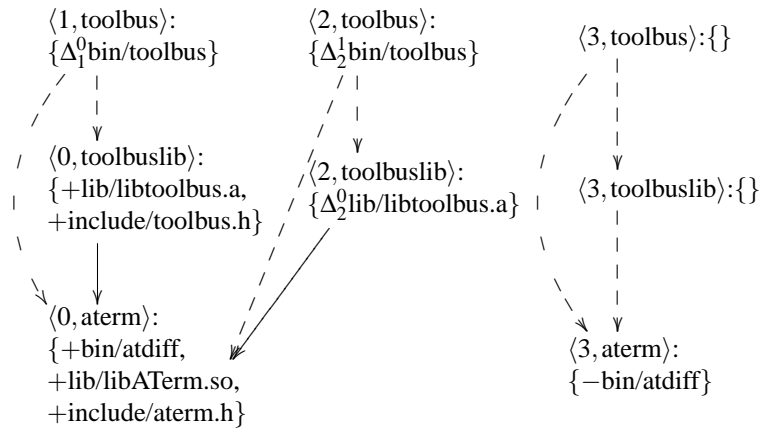 ⟨1,toolbus⟩:
{Δ₁⁰bin/toolbus}
⟨2,toolbus⟩:
{Δ₂¹bin/toolbus}
⟨3,toolbus⟩:{}
⟨0,toolbuslib⟩:
{+lib/libtoolbus.a,
+include/toolbus.h}
⟨2,toolbuslib⟩:
{Δ₂⁰lib/libtoolbus.a}
⟨3,toolbuslib⟩:{}
⟨0,aterm⟩:
{+bin/atdiff,
+lib/libATerm.so,
+include/aterm.h}
⟨3,aterm⟩:
{−bin/atdiff}